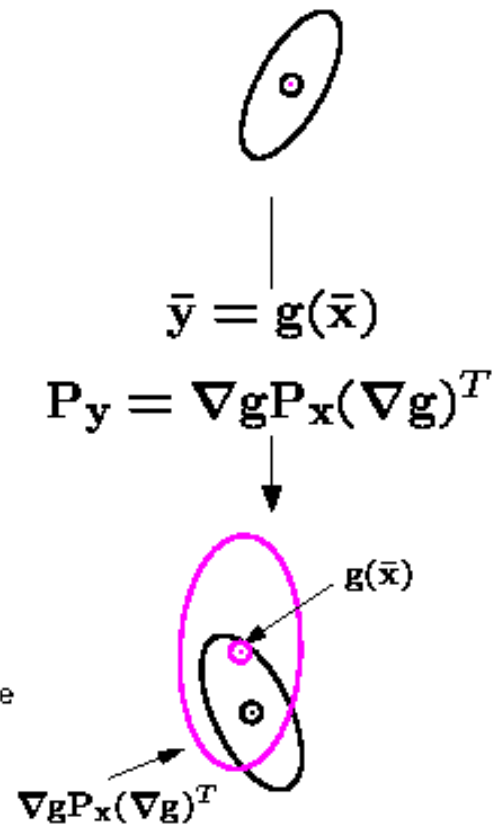 ȳ = g(x̄)
P_y = ∇gP_x(∇g)^T
g(x̄)
e
∇gP_x(∇g)^T